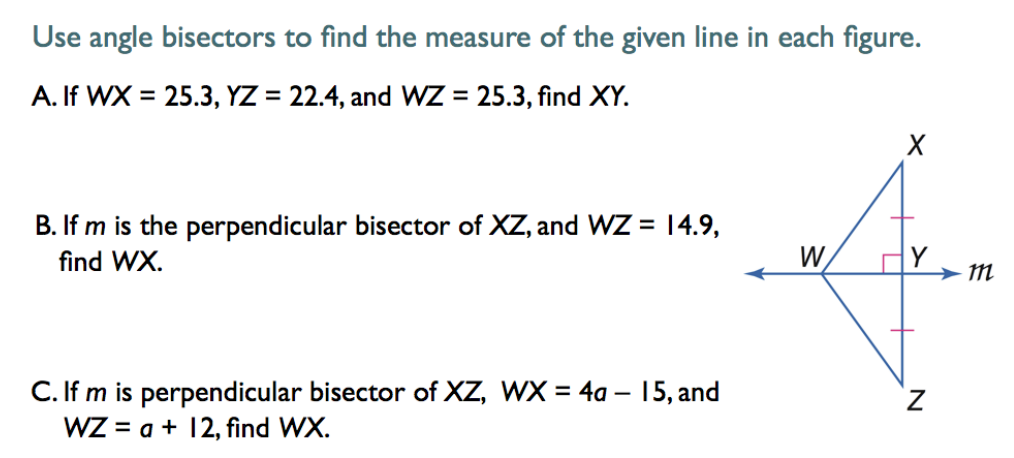 Use angle bisectors to find the measure of the given line in each figure.
A. If WX = 25.3, YZ = 22.4, and WZ = 25.3, find XY.
X
B. If m is the perpendicular bisector of XZ, and WZ = 14.9,
find WX.
W
Y
m
C. If m is perpendicular bisector of XZ, WX = 4a – 15, and
Z
WZ = a + 12, find WX.